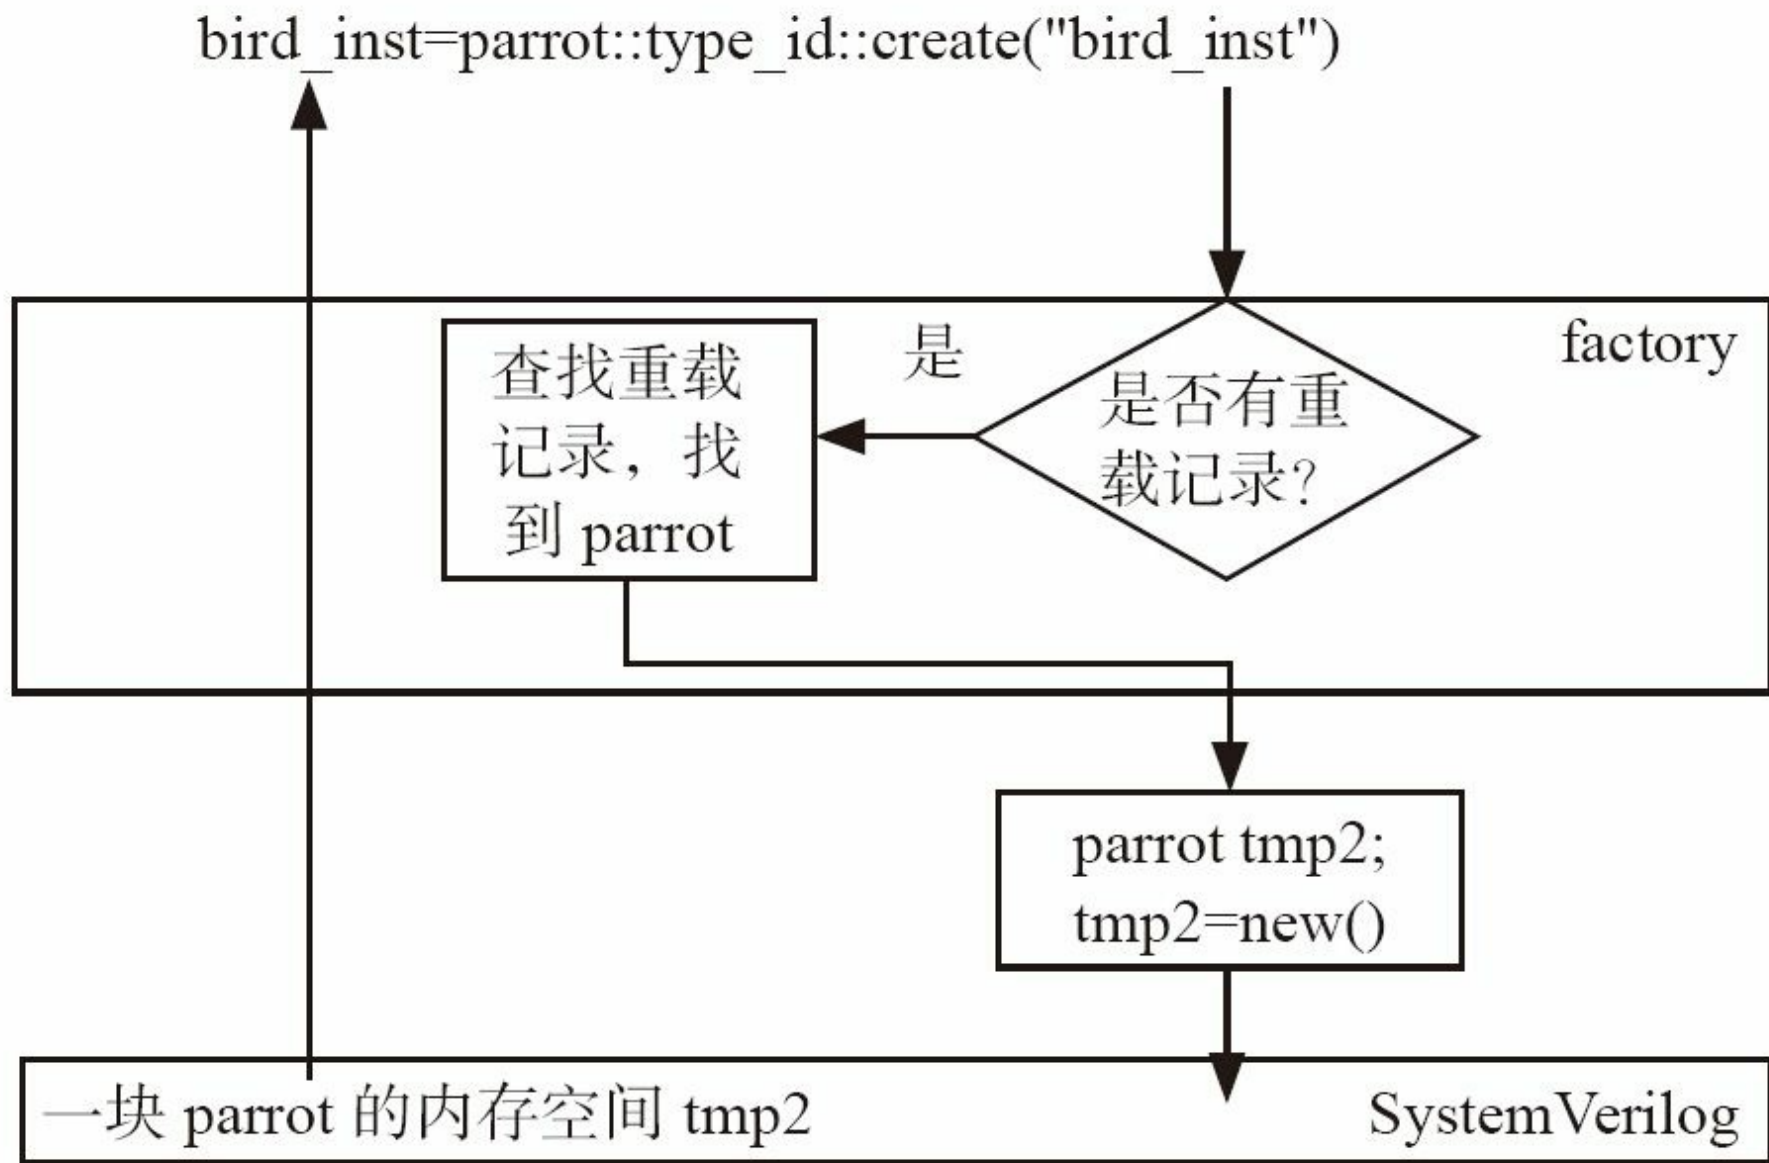 bird_inst=parrot::type_id::create("bird_inst")
factory
是
查找重载
记录，找
到 parrot
是否有重
载记录?
parrot tmp2;
tmp2=new()
一块 parrot 的内存空间 tmp2
SystemVerilog